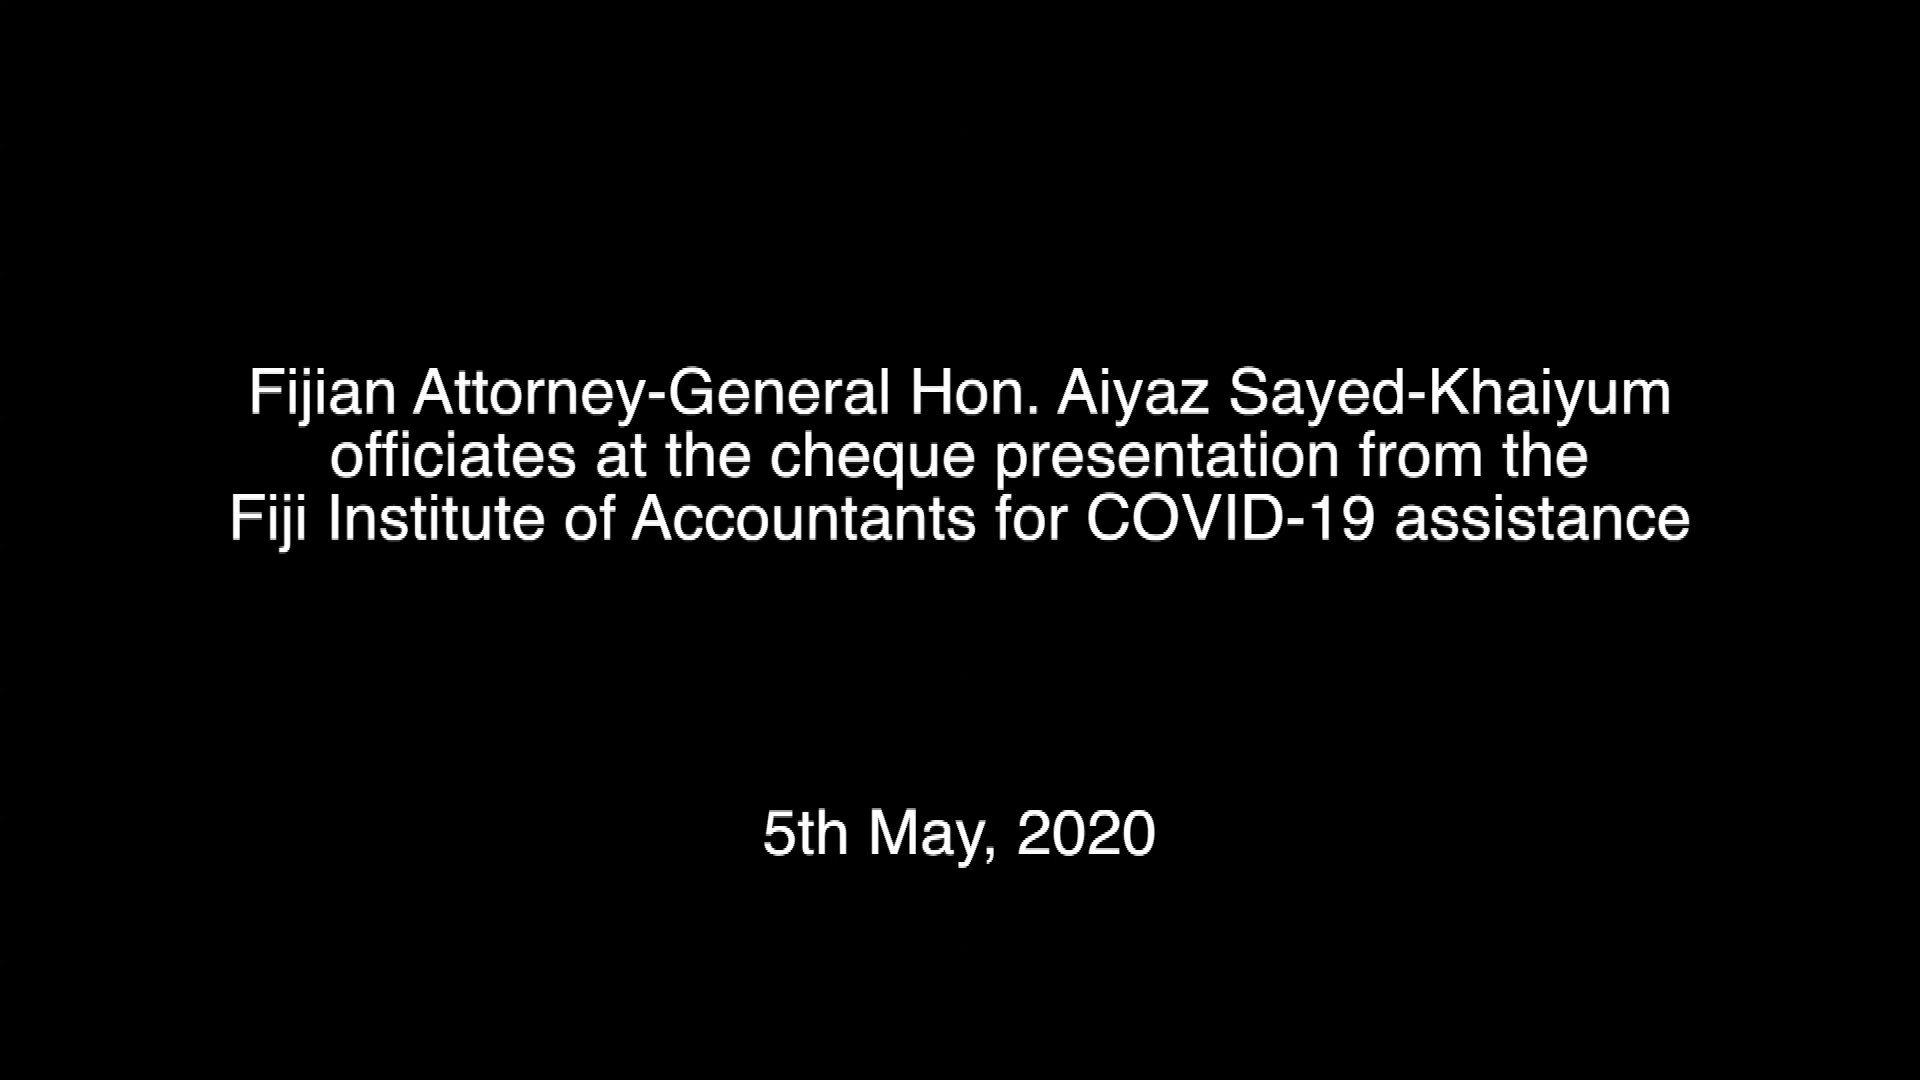 Fijian Attorney-General Hon. Aiyaz Sayed-Khaiyum
officiates at the cheque presentation from the
Fiji Institute of Accountants for COVID-19 assistance
5th May, 2020